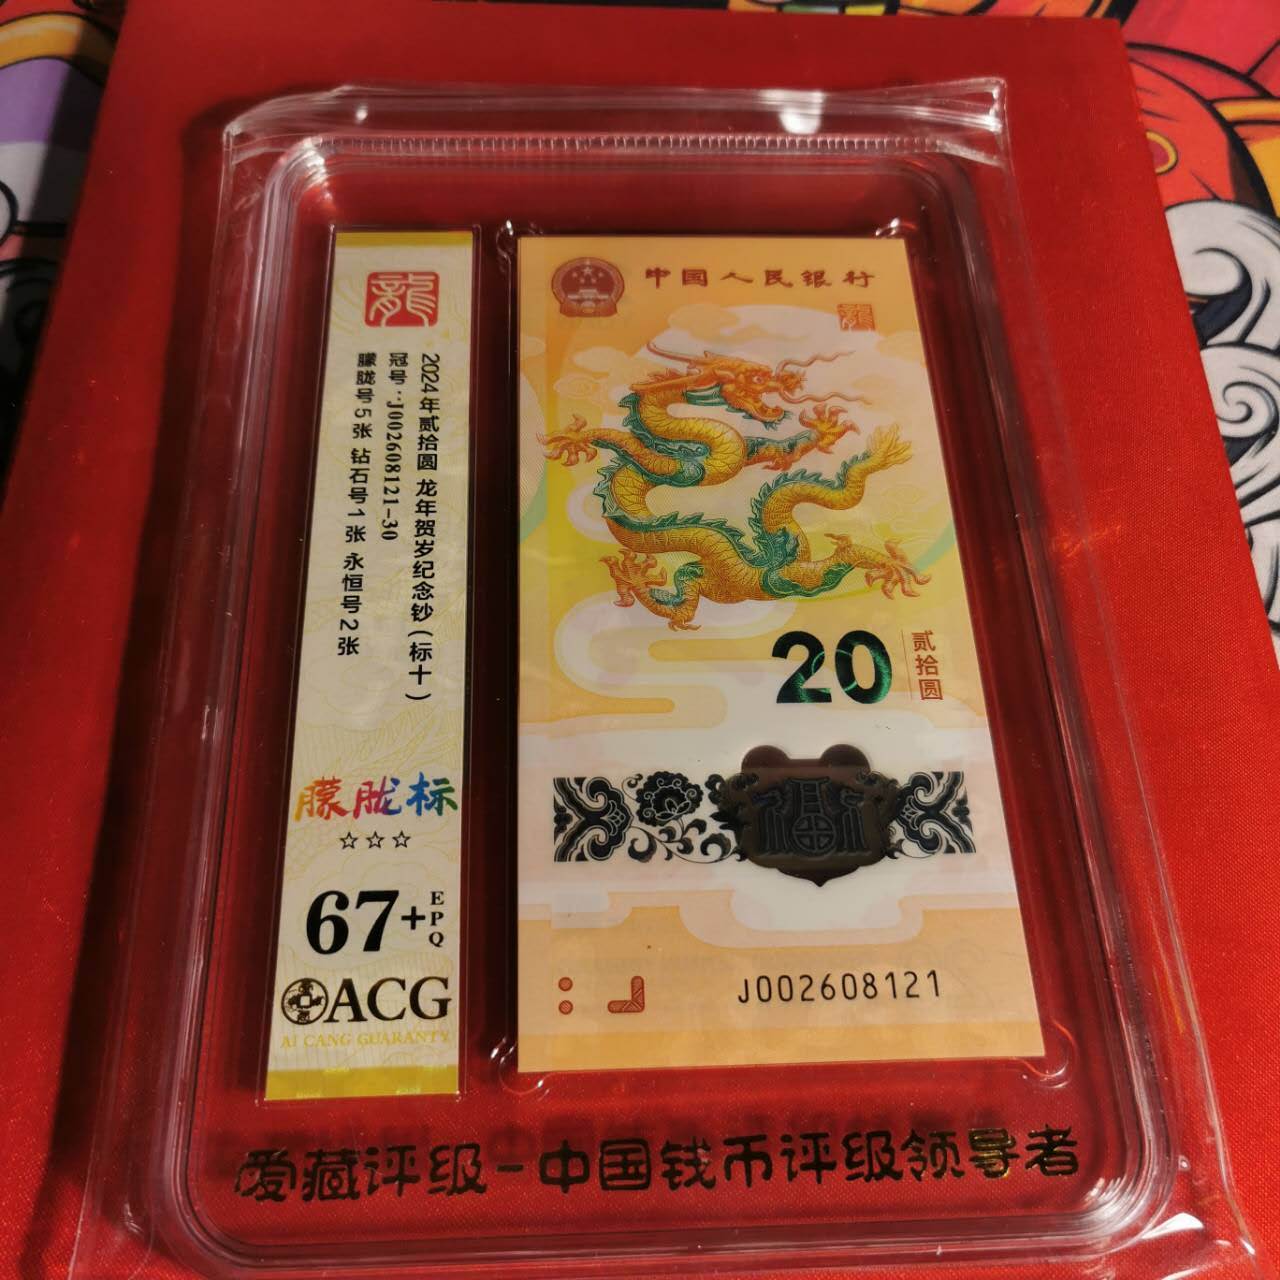 龍
2024年贰拾圆 龙年贺岁纪念钞(标十)
冠号:J002608121-30
朦胧号5张 钻石号1张 永恒号2张
朦胧标
☆☆☆
67+EPQ
ACG
AI CANG GUARANTY
中国人民银行
龍
20
贰拾圆
J002608121
爱藏评级-中国钱币评级领导者